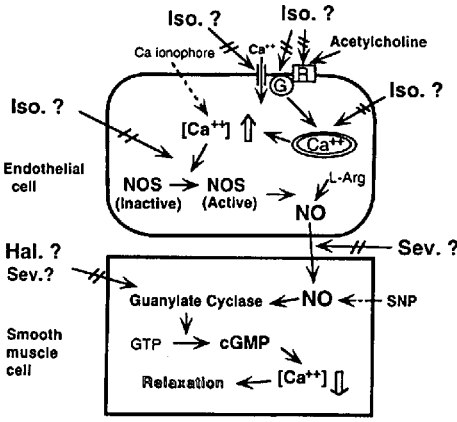 Iso. ?
Iso. ?
Ca ionophore
Ca++
Acetylcholine
G
R
Iso. ?
Iso. ?
[Ca++]
Ca++
Endothelial
cell
NOS
(Inactive)
NOS
(Active)
L-Arg
NO
Hal. ?
Sev.?
Sev. ?
Guanylate Cyclase
NO
SNP
Smooth
muscle
cell
GTP
cGMP
Relaxation
[Ca++]